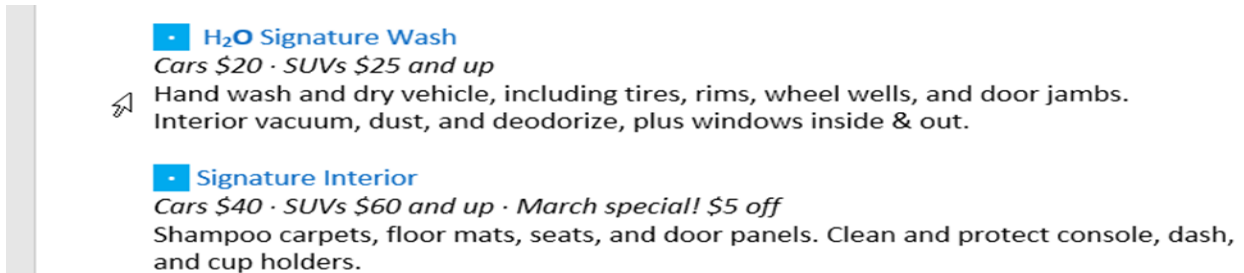 · H₂O Signature Wash
Cars $20 · SUVs $25 and up
Hand wash and dry vehicle, including tires, rims, wheel wells, and door jambs.
Interior vacuum, dust, and deodorize, plus windows inside & out.
· Signature Interior
Cars $40 · SUVs $60 and up · March special! $5 off
Shampoo carpets, floor mats, seats, and door panels. Clean and protect console, dash,
and cup holders.